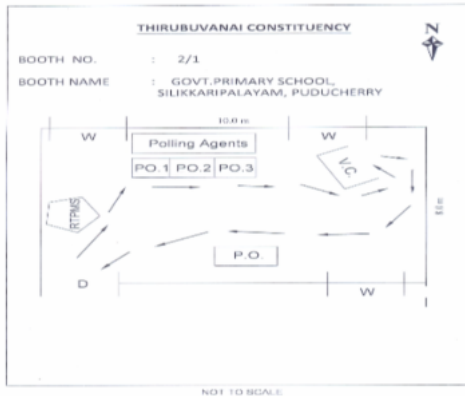 THIRUBUVANAI CONSTITUENCY
N
BOOTH NO. : 2/1
BOOTH NAME : GOVT.PRIMARY SCHOOL,
SILIKKARIPALAYAM, PUDUCHERRY
10.0 m
W
W
Polling Agents
PO.1 PO.2 PO.3
V.C.
RTPMS
P.O.
D
W
NOT TO SCALE